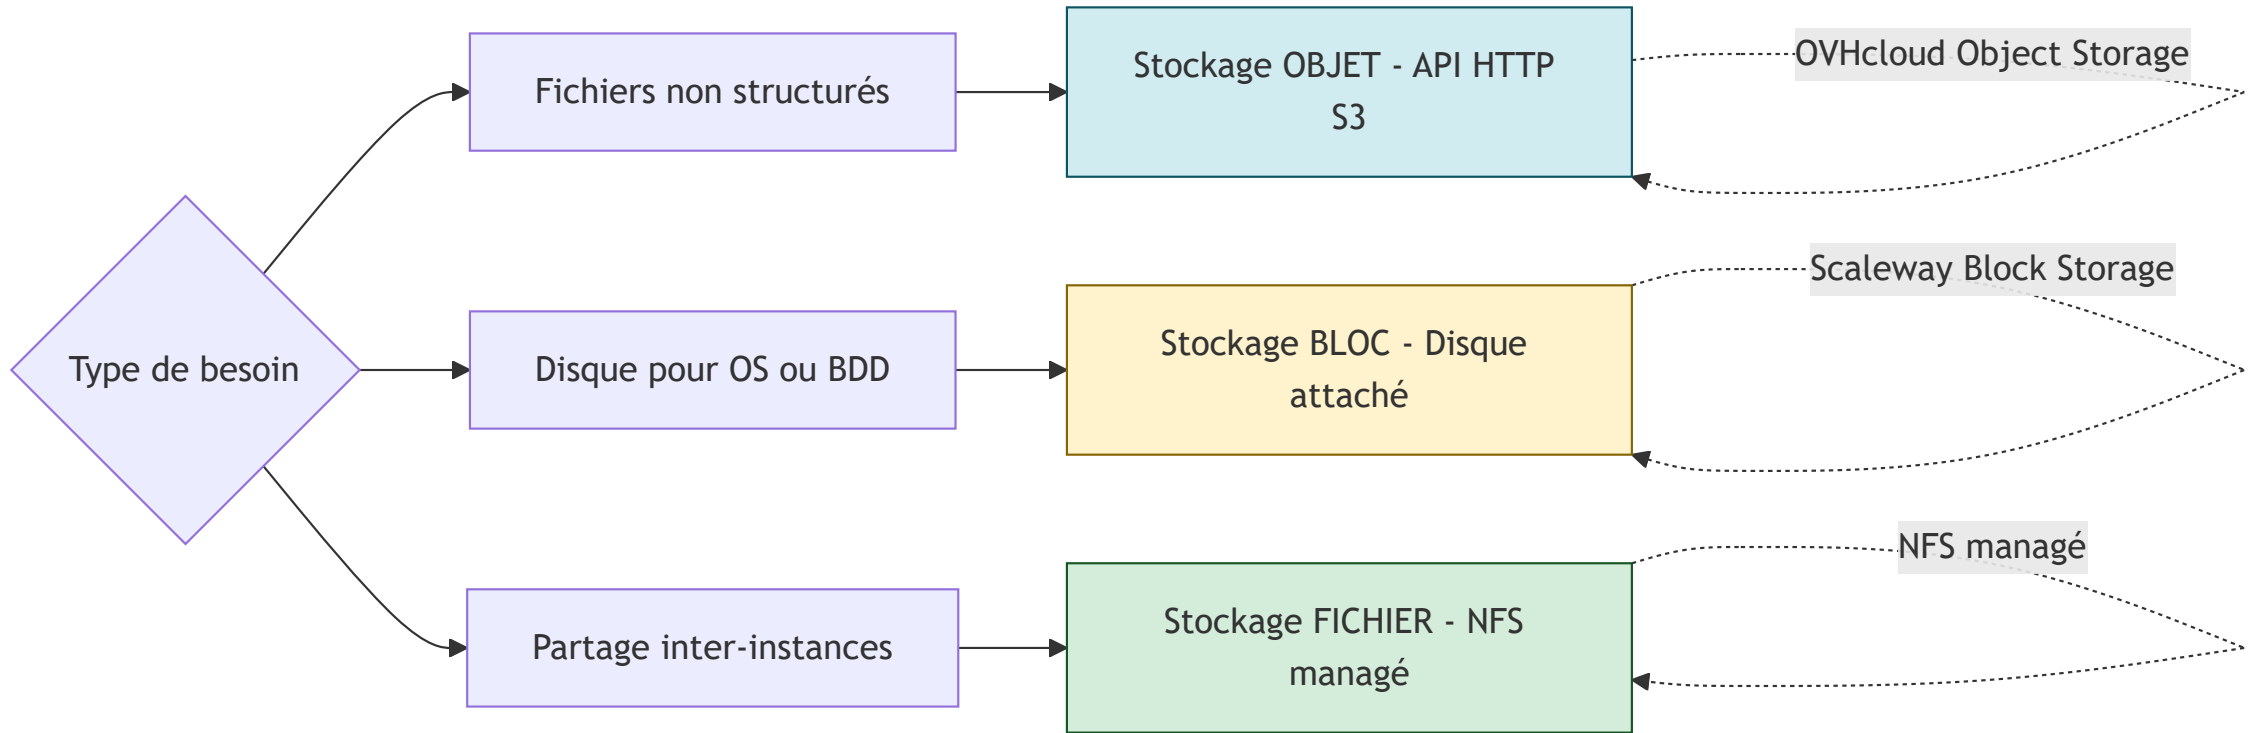 Type de besoin
Fichiers non structurés
Stockage OBJET - API HTTP
S3
OVHcloud Object Storage
Disque pour OS ou BDD
Stockage BLOC - Disque
attaché
Scaleway Block Storage
Partage inter-instances
Stockage FICHIER - NFS
managé
NFS managé